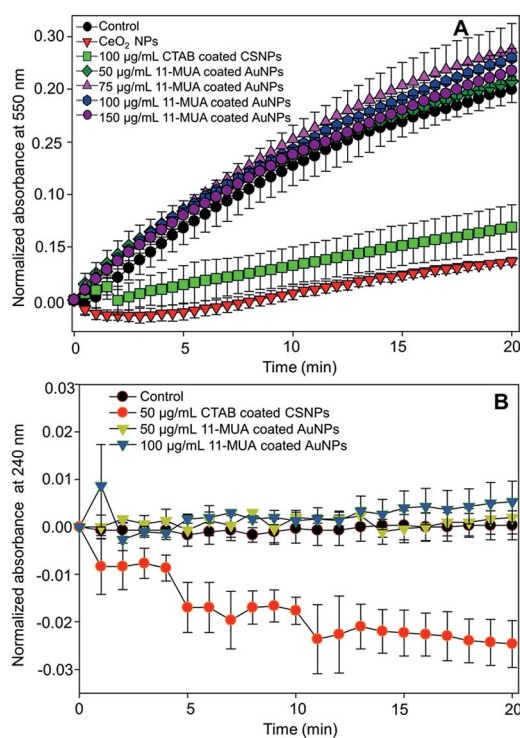 A
Control
CeO₂ NPs
100 µg/mL CTAB coated CSNPs
50 µg/mL 11-MUA coated AuNPs
75 µg/mL 11-MUA coated AuNPs
100 µg/mL 11-MUA coated AuNPs
150 µg/mL 11-MUA coated AuNPs
Normalized absorbance at 550 nm
0.30
0.20
0.25
0.10
0.15
0.00
0 5 10 15 20
Time (min)
B
Control
50 µg/mL CTAB coated CSNPs
50 µg/mL 11-MUA coated AuNPs
100 µg/mL 11-MUA coated AuNPs
Normalized absorbance at 240 nm
0.03
0.02
0.01
0.00
-0.01
-0.02
-0.03
0 5 10 15 20
Time (min)